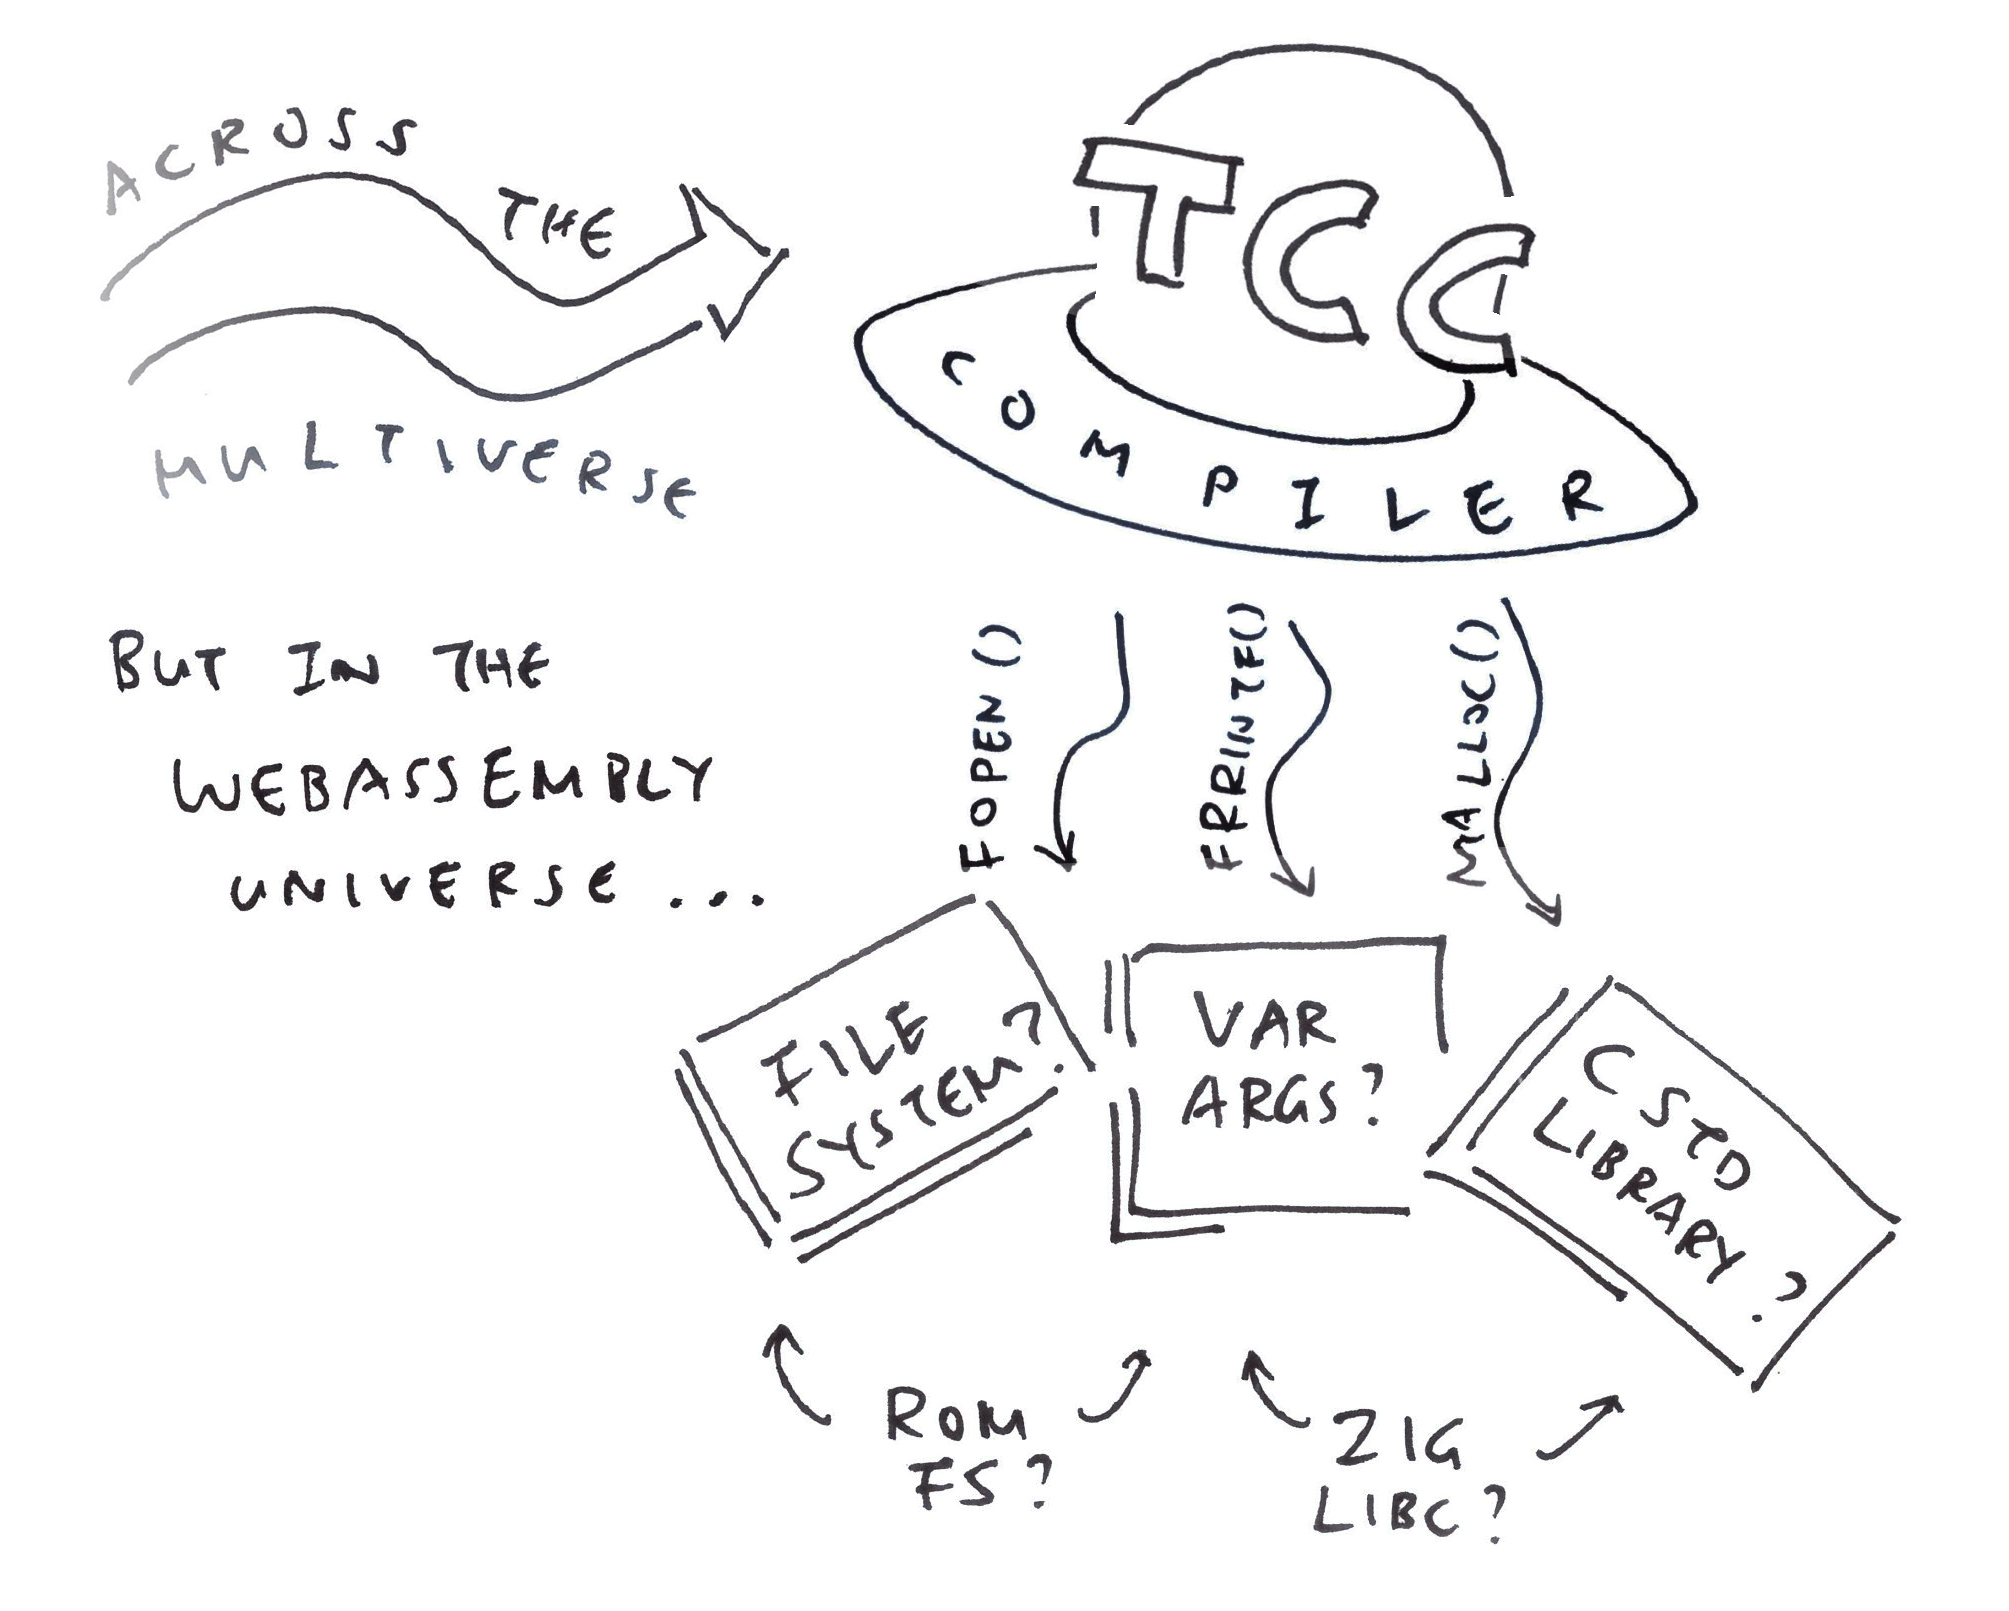 ACROSS
THE
MULTIVERSE
TCC
COMPILER
BUT IN THE
WEBASSEMBLY
UNIVERSE ...
FOPEN()
FRRINTF()
MALLOC()
FILE
SYSTEM?
VAR
ARGS?
C STD
LIBRARY?
ROM
FS?
ZIG
LIBC?